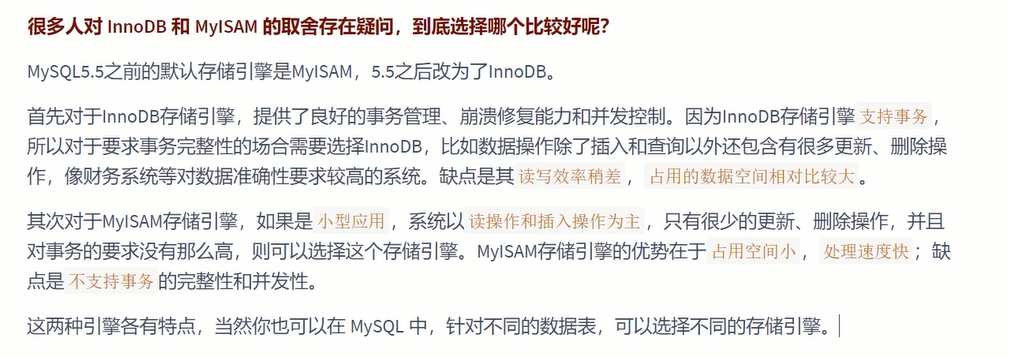 很多人对 InnoDB 和 MyISAM 的取舍存在疑问，到底选择哪个比较好呢？
MySQL5.5之前的默认存储引擎是MyISAM，5.5之后改为了InnoDB。
首先对于InnoDB存储引擎，提供了良好的事务管理、崩溃修复能力和并发控制。因为InnoDB存储引擎 支持事务 ，
所以对于要求事务完整性的场合需要选择InnoDB，比如数据操作除了插入和查询以外还包含有很多更新、删除操
作，像财务系统等对数据准确性要求较高的系统。缺点是其 读写效率稍差 ， 占用的数据空间相对比较大 。
其次对于MyISAM存储引擎，如果是 小型应用 ，系统以 读操作和插入操作为主 ，只有很少的更新、删除操作，并且
对事务的要求没有那么高，则可以选择这个存储引擎。MyISAM存储引擎的优势在于 占用空间小 ， 处理速度快 ；缺
点是 不支持事务 的完整性和并发性。
这两种引擎各有特点，当然你也可以在 MySQL 中，针对不同的数据表，可以选择不同的存储引擎。